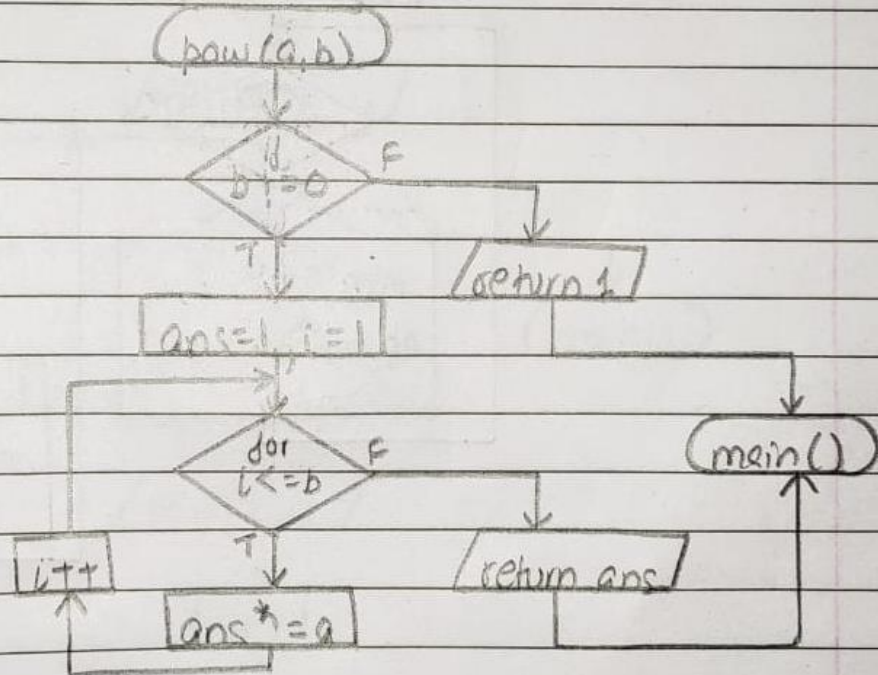 pow(a,b)
if
b!=0
F
T
return 1
ans=1, i=1
for
i<=b
F
main()
T
i++
return ans
ans*=a